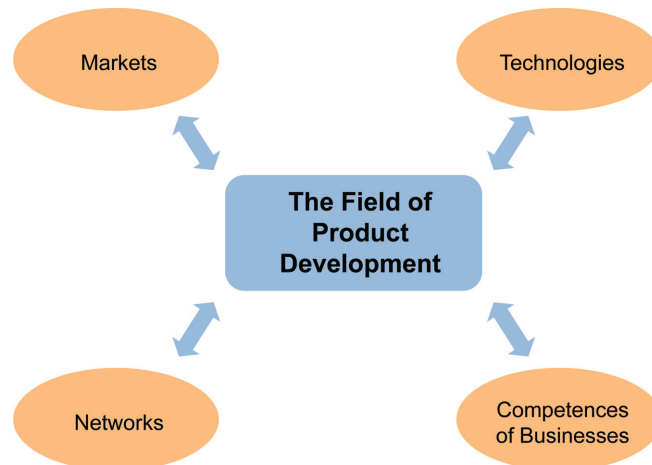 Markets
Technologies
The Field of
Product
Development
Networks
Competences
of Businesses